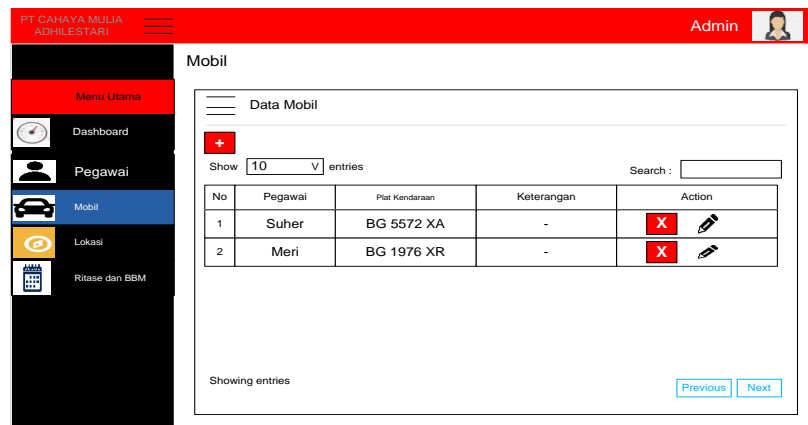 PT CAHAYA MULIA
ADHILESTARI
Admin
Mobil
Menu Utama
Dashboard
Pegawai
Mobil
Lokasi
Ritase dan BBM
Data Mobil
+
Show 10 V entries
Search :
No Pegawai Plat Kendaraan Keterangan Action
1 Suher BG 5572 XA - X
2 Meri BG 1976 XR - X
Showing entries
Previous Next